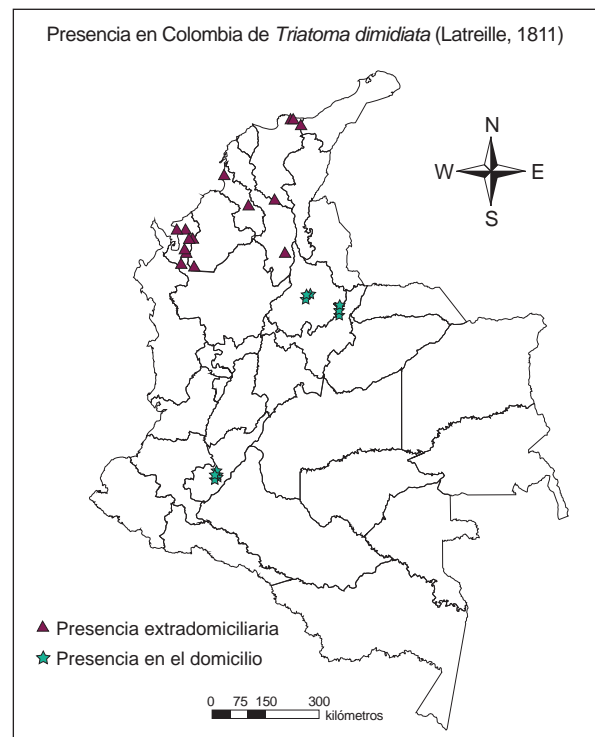 Presencia en Colombia de Triatoma dimidiata (Latreille, 1811)
N
W E
S
Presencia extradomiciliaria
Presencia en el domicilio
0 75 150 300
kilómetros